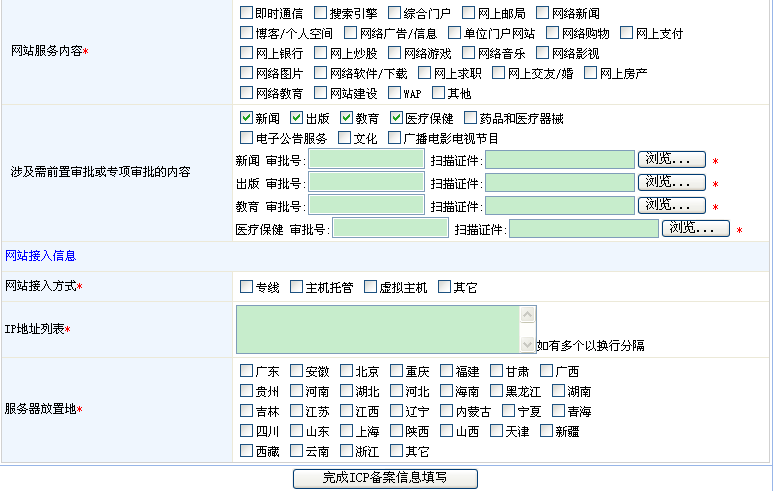 网站服务内容*
即时通信 搜索引擎 综合门户 网上邮局 网络新闻
博客/个人空间 网络广告/信息 单位门户网站 网络购物 网上支付
网上银行 网上炒股 网络游戏 网络音乐 网络影视
网络图片 网络软件/下载 网上求职 网上交友/婚 网上房产
网络教育 网站建设 WAP 其他
涉及需前置审批或专项审批的内容
新闻 出版 教育 医疗保健 药品和医疗器械
电子公告服务 文化 广播电影电视节目
新闻 审批号: 扫描证件: 浏览... *
出版 审批号: 扫描证件: 浏览... *
教育 审批号: 扫描证件: 浏览... *
医疗保健 审批号: 扫描证件: 浏览... *
网站接入信息
网站接入方式* 专线 主机托管 虚拟主机 其它
IP地址列表* 如有多个以换行分隔
服务器放置地*
广东 安徽 北京 重庆 福建 甘肃 广西
贵州 河南 湖北 河北 海南 黑龙江 湖南
吉林 江苏 江西 辽宁 内蒙古 宁夏 青海
四川 山东 上海 陕西 山西 天津 新疆
西藏 云南 浙江 其它
完成ICP备案信息填写